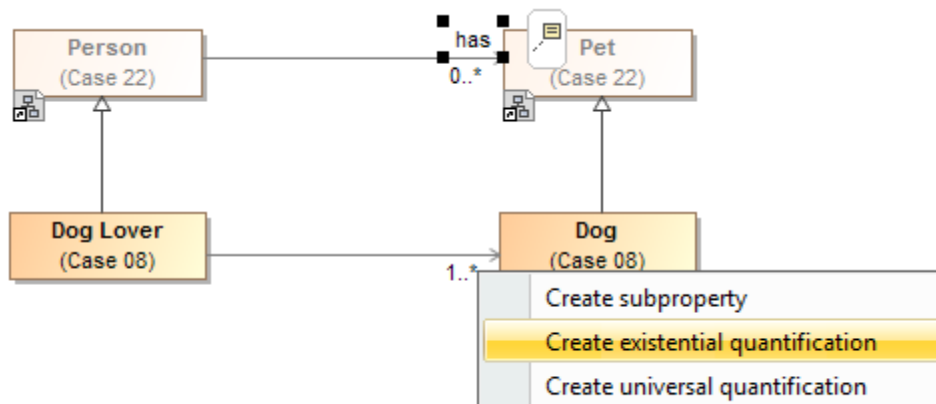 Person
(Case 22)
has
0..*
Pet
(Case 22)
Dog Lover
(Case 08)
1..*
Dog
(Case 08)
Create subproperty
Create existential quantification
Create universal quantification